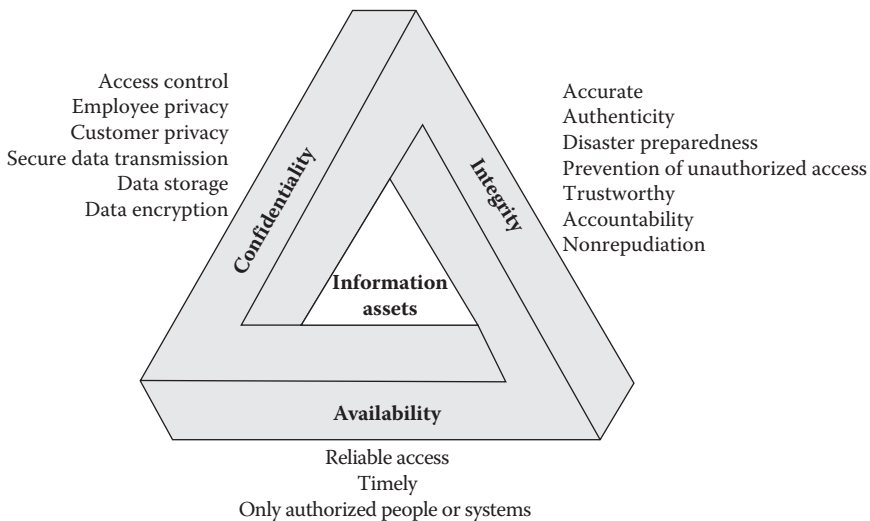 Access control
Employee privacy
Customer privacy
Secure data transmission
Data storage
Data encryption
Confidentiality
Integrity
Accurate
Authenticity
Disaster preparedness
Prevention of unauthorized access
Trustworthy
Accountability
Nonrepudiation
Information
assets
Availability
Reliable access
Timely
Only authorized people or systems